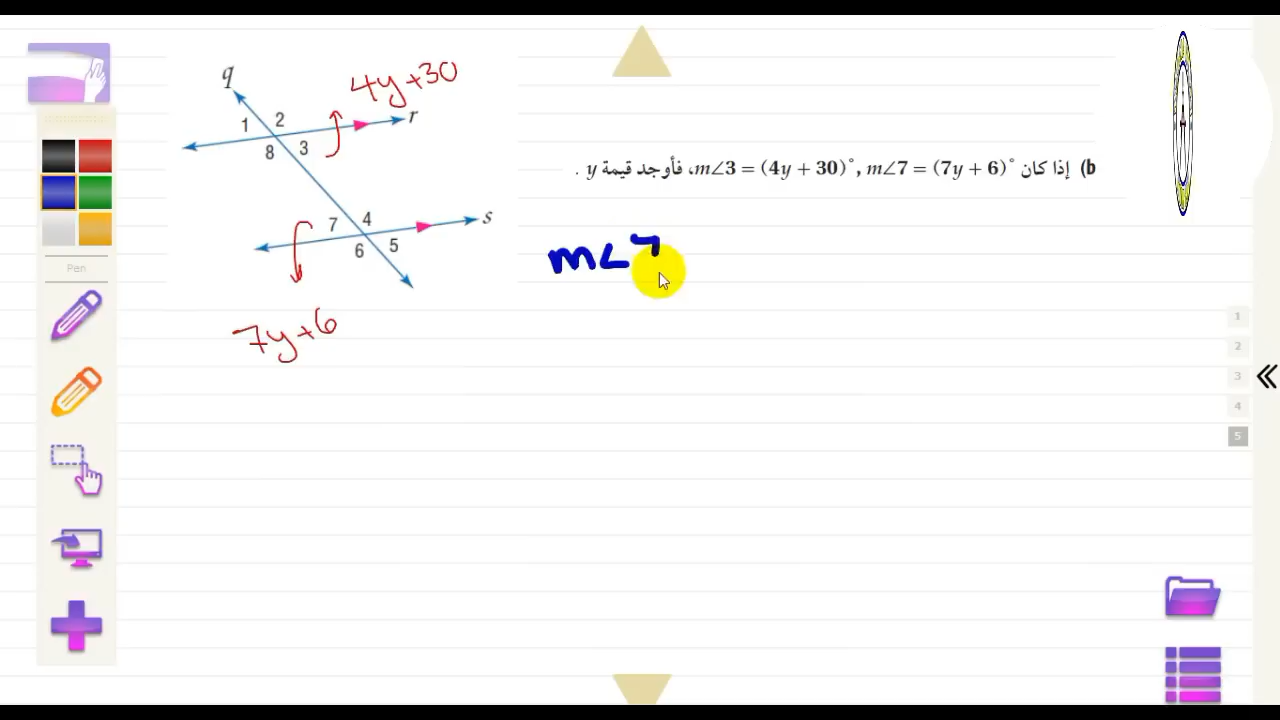 q
4y+30
r
1 2
8 3
b) إذا كان m∠3 = (4y + 30)°, m∠7 = (7y + 6)°، فأوجد قيمة y .
s
7 4
6 5
m∠7
7y+6
Pen
1
2
3
4
5